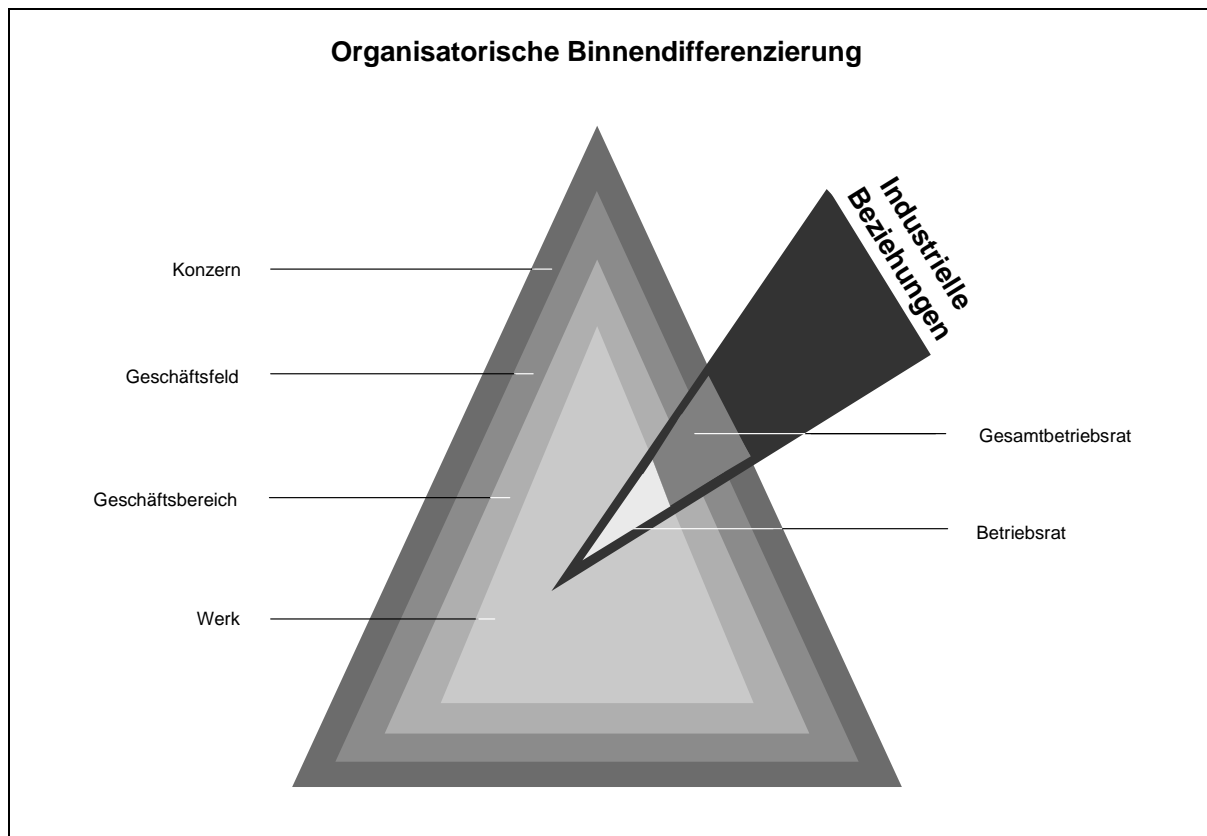 Organisatorische Binnendifferenzierung
Industrielle
Beziehungen
Konzern
Geschäftsfeld
Gesamtbetriebsrat
Geschäftsbereich
Betriebsrat
Werk